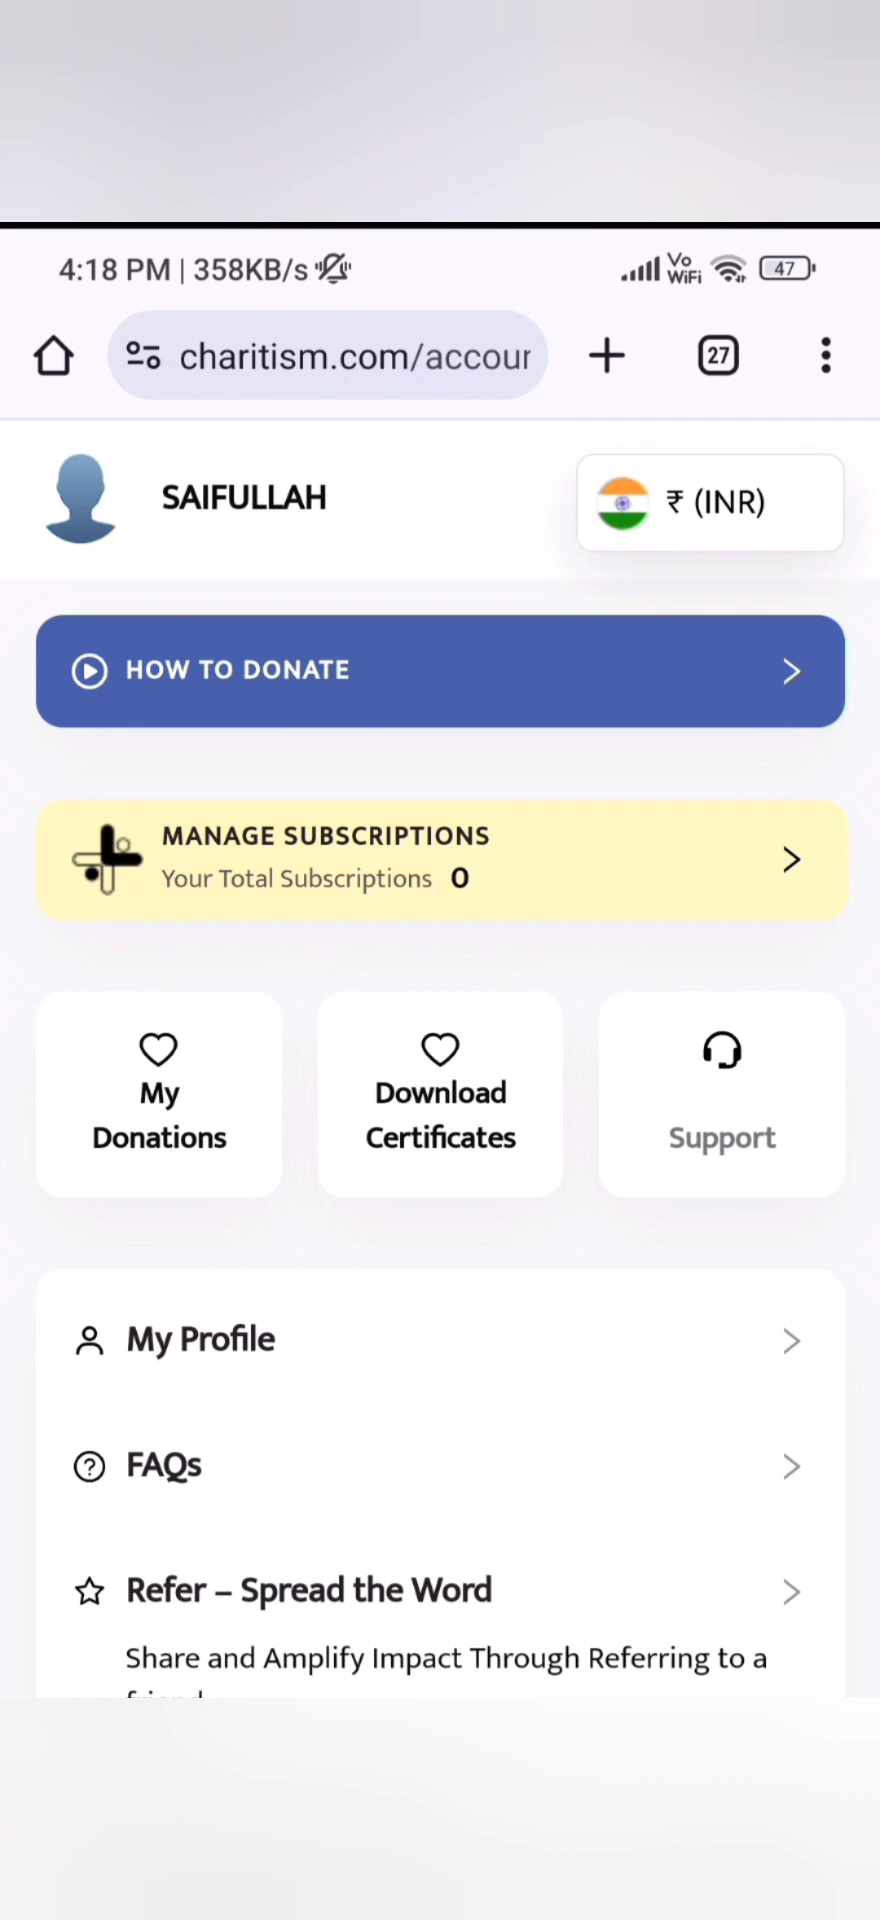 4:18 PM | 358KB/s
Vo
WiFi
47
charitism.com/accour
27
SAIFULLAH
₹ (INR)
HOW TO DONATE
MANAGE SUBSCRIPTIONS
Your Total Subscriptions 0
My
Donations
Download
Certificates
Support
My Profile
FAQs
Refer – Spread the Word
Share and Amplify Impact Through Referring to a